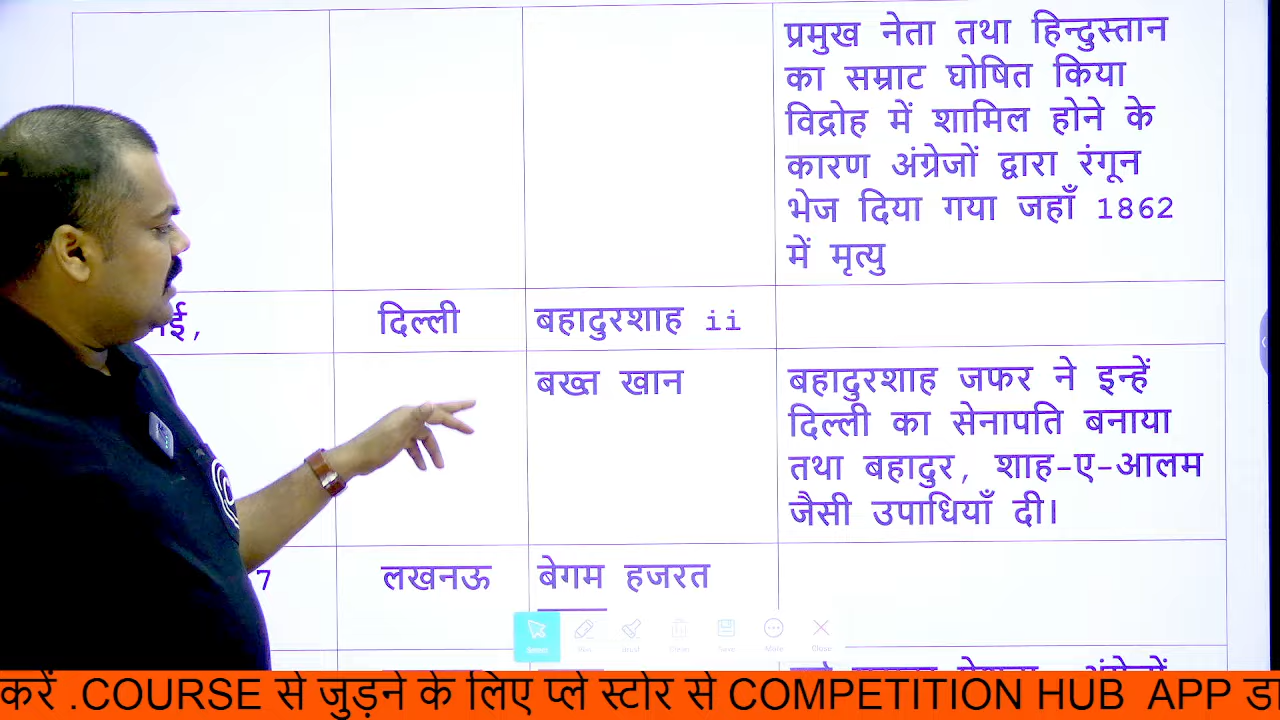 प्रमुख नेता तथा हिन्दुस्तान
का सम्राट घोषित किया
विद्रोह में शामिल होने के
कारण अंग्रेजों द्वारा रंगून
भेज दिया गया जहाँ 1862
में मृत्यु
दिल्ली बहादुरशाह ii
बख्त खान
बहादुरशाह जफर ने इन्हें
दिल्ली का सेनापति बनाया
तथा बहादुर, शाह-ए-आलम
जैसी उपाधियाँ दी।
7 लखनऊ बेगम हजरत
करें .COURSE से जुड़ने के लिए प्ले स्टोर से COMPETITION HUB APP डा